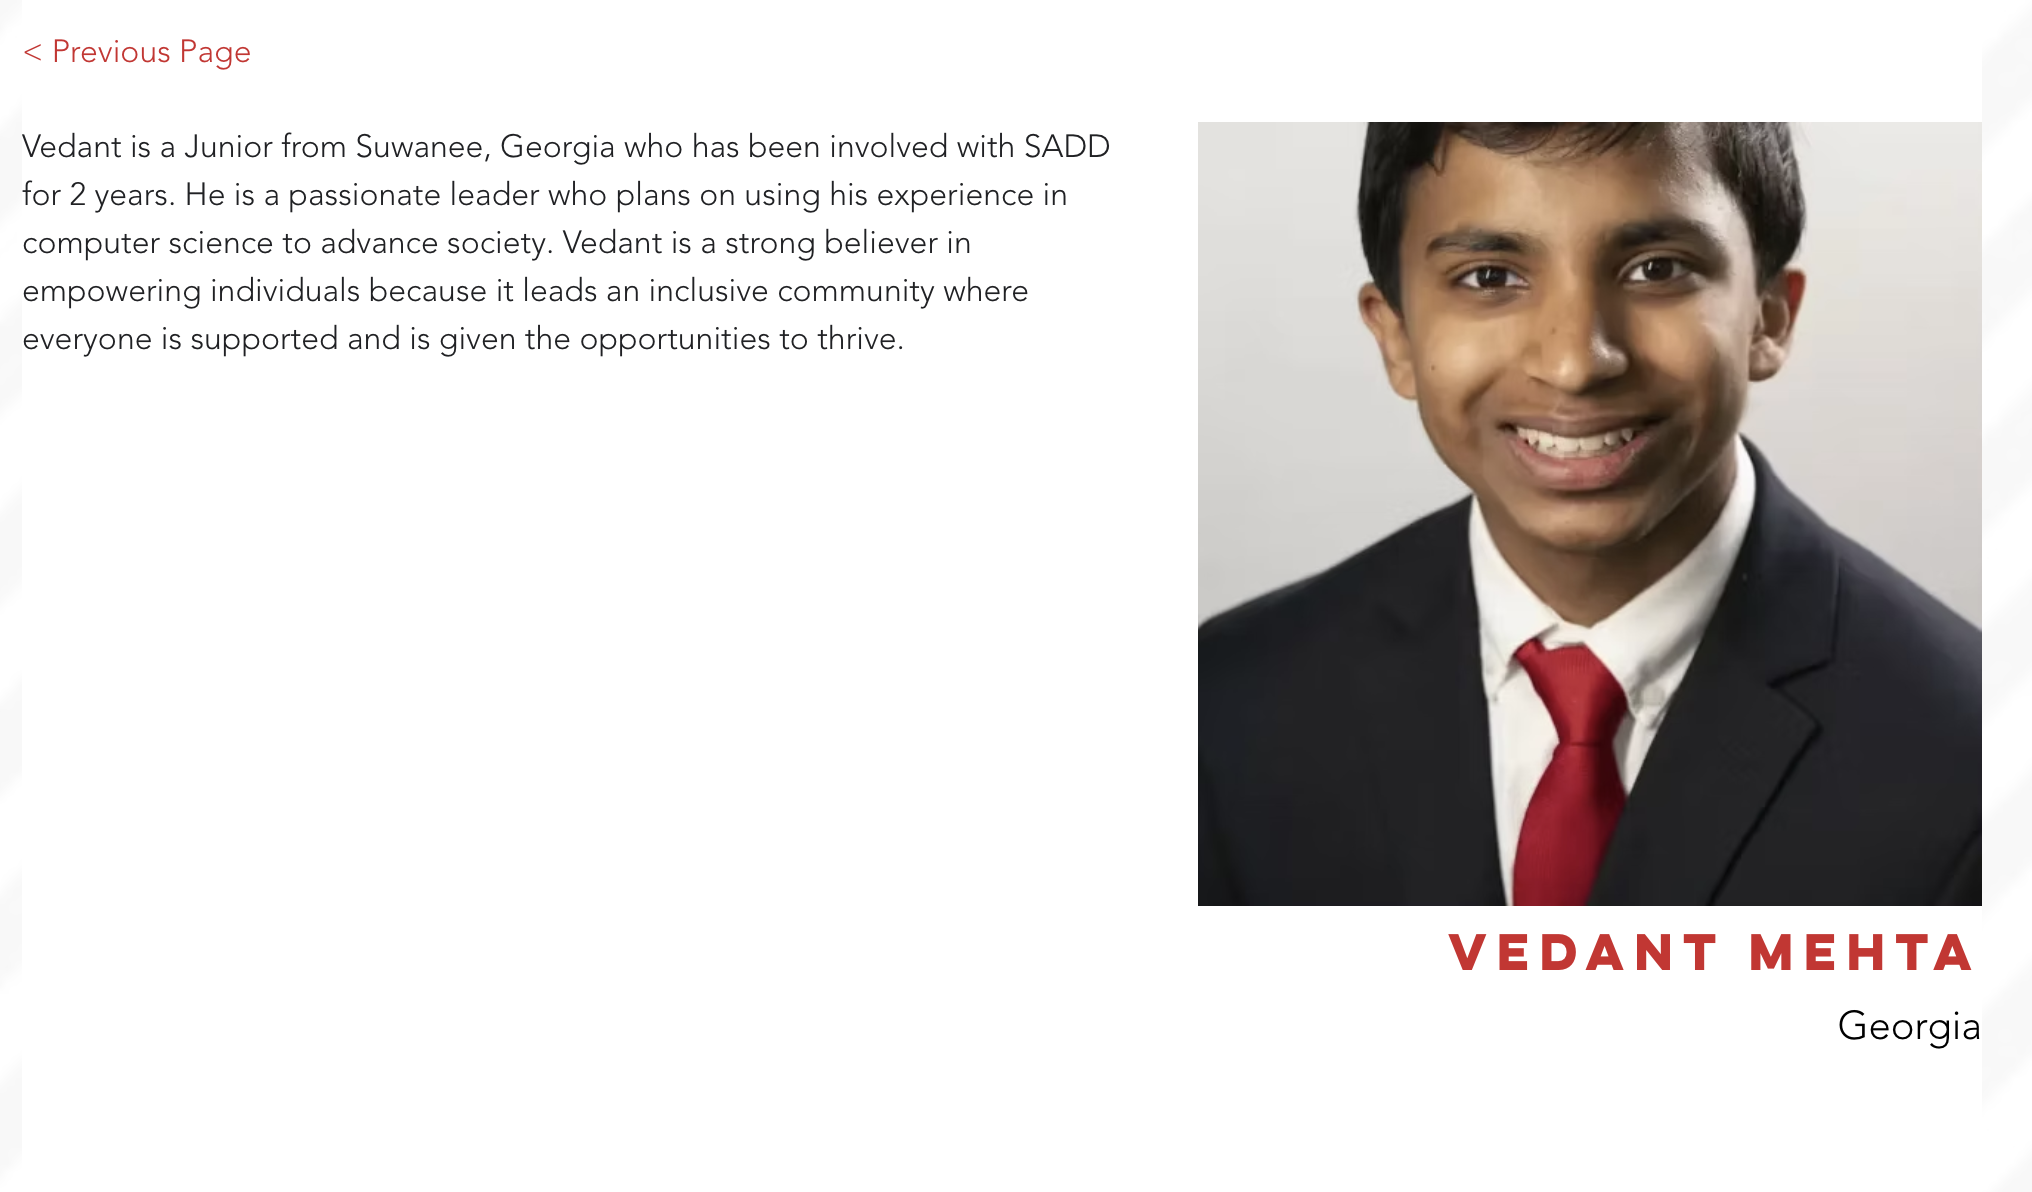 < Previous Page
Vedant is a Junior from Suwanee, Georgia who has been involved with SADD
for 2 years. He is a passionate leader who plans on using his experience in
computer science to advance society. Vedant is a strong believer in
empowering individuals because it leads an inclusive community where
everyone is supported and is given the opportunities to thrive.
VEDANT MEHTA
Georgia